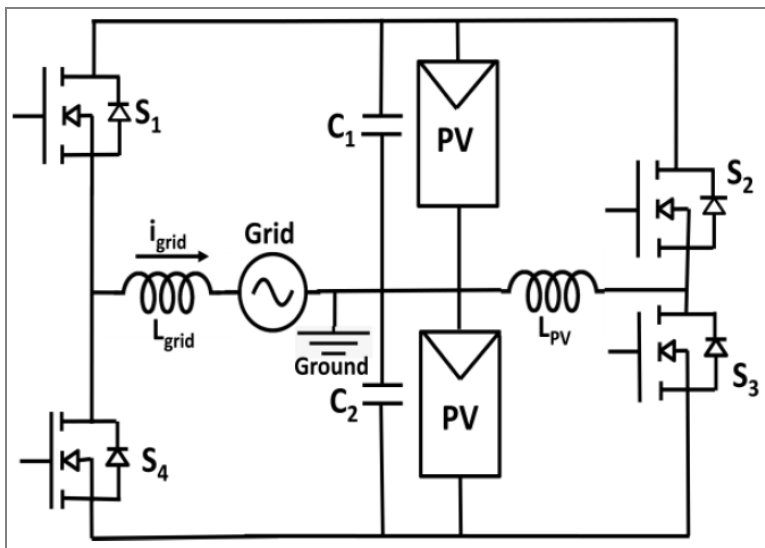 S1
C1
PV
S2
igrid
Grid
Lgrid
Ground
LPV
C2
PV
S3
S4